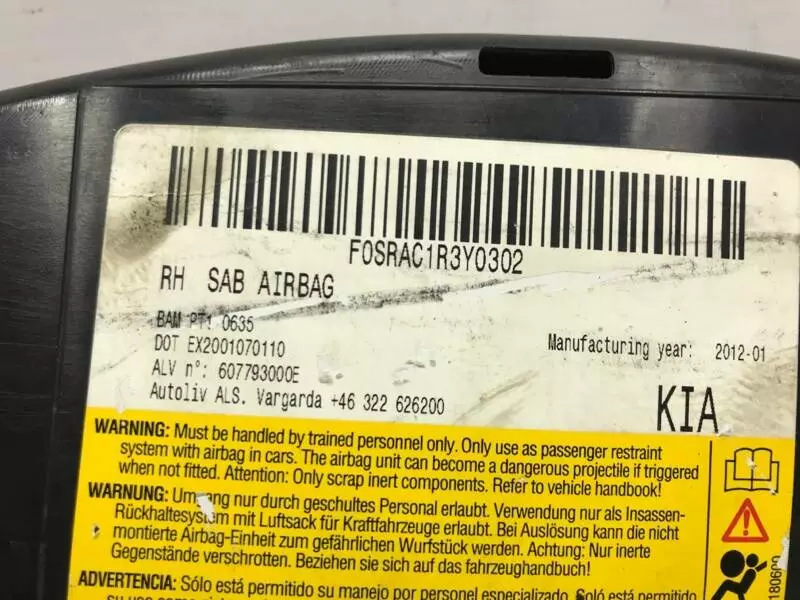 F0SRAC1R3Y0302
RH SAB AIRBAG
BAM PT1 0635
DOT EX2001070110
ALV n°: 607793000E
Autoliv ALS. Vargarda +46 322 626200
Manufacturing year: 2012-01
KIA
WARNING: Must be handled by trained personnel only. Only use as passenger restraint
system with airbag in cars. The airbag unit can become a dangerous projectile if triggered
when not fitted. Attention: Only scrap inert components. Refer to vehicle handbook!
WARNUNG: Umgang nur durch geschultes Personal erlaubt. Verwendung nur als Insassen-
Rückhaltesystem mit Luftsack für Kraftfahrzeuge erlaubt. Bei Auslösung kann die nicht
montierte Airbag-Einheit zum gefährlichen Wurfstück werden. Achtung: Nur inerte
Gegenstände verschrotten. Beziehen sie sich auf das fahrzeughandbuch!
ADVERTENCIA: Sólo está permitido su manejo por personel especializado. Sólo está permitido
su uso como